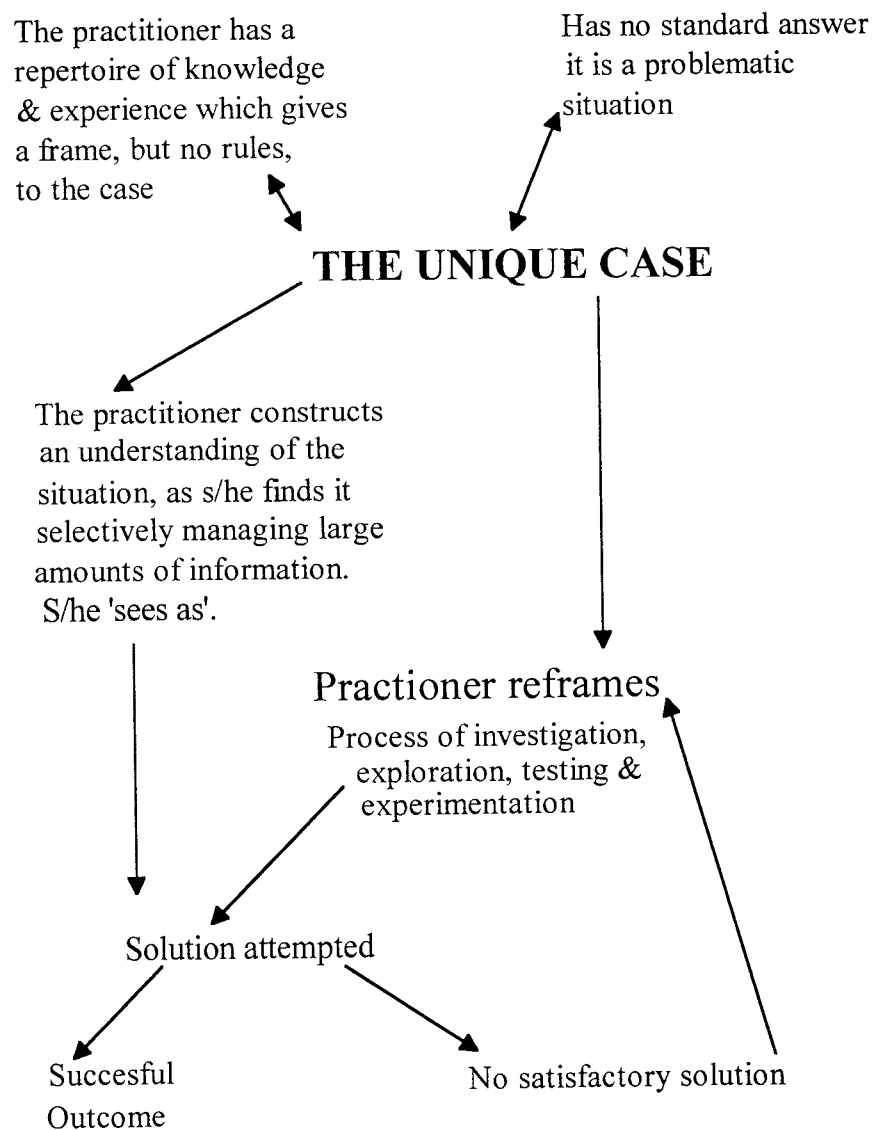 The practitioner has a
repertoire of knowledge
& experience which gives
a frame, but no rules,
to the case
Has no standard answer
it is a problematic
situation
THE UNIQUE CASE
The practitioner constructs
an understanding of the
situation, as s/he finds it
selectively managing large
amounts of information.
S/he 'sees as'.
Practioner reframes
Process of investigation,
exploration, testing &
experimentation
Solution attempted
Succesful
Outcome
No satisfactory solution